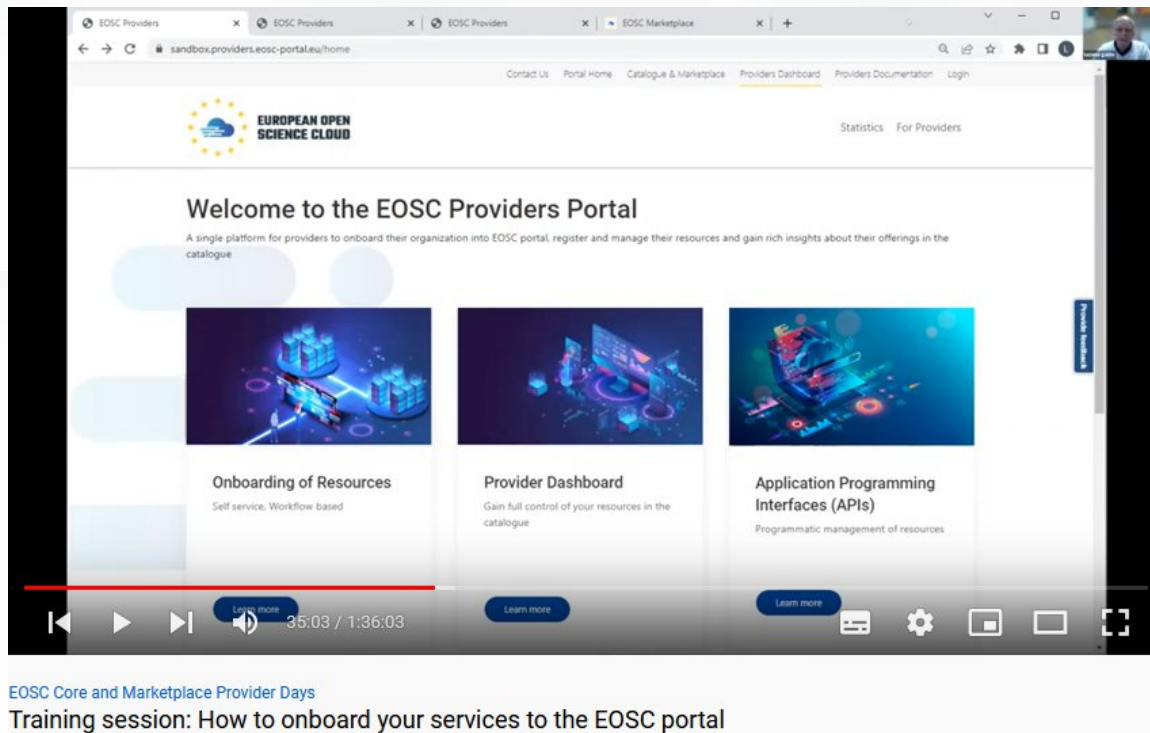 EOSC Providers
EOSC Providers
EOSC Providers
EOSC Marketplace
sandbox.providers.eosc-portal.eu/home
L
Contact Us Portal Home Catalogue & Marketplace Providers Dashboard Providers Documentation Login
EUROPEAN OPEN
SCIENCE CLOUD
Statistics For Providers
Welcome to the EOSC Providers Portal
A single platform for providers to onboard their organization into EOSC portal, register and manage their resources and gain rich insights about their offerings in the
catalogue
Provide feedback
Onboarding of Resources
Self service, Workflow based
Learn more
Provider Dashboard
Gain full control of your resources in the
catalogue
Learn more
Application Programming
Interfaces (APIs)
Programmatic management of resources
Learn more
35:03 / 1:36:03
EOSC Core and Marketplace Provider Days
Training session: How to onboard your services to the EOSC portal